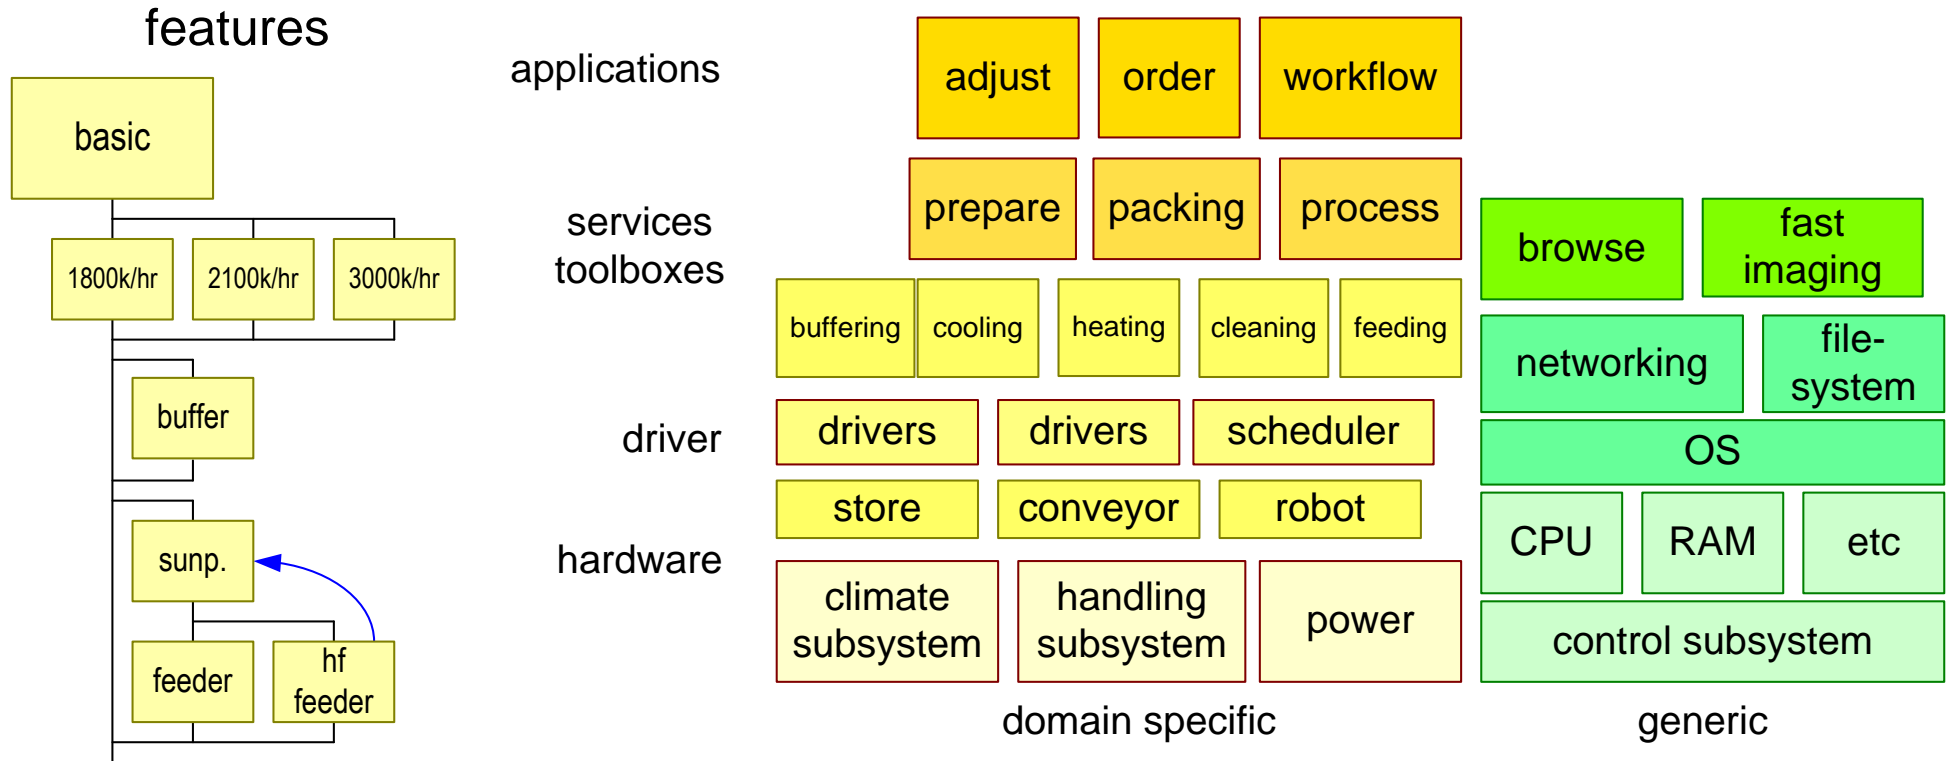 features
basic
1800k/hr
2100k/hr
3000k/hr
buffer
sunp.
feeder
hf
feeder
applications
services
toolboxes
driver
hardware
adjust
order
workflow
prepare
packing
process
buffering
cooling
heating
cleaning
feeding
drivers
drivers
scheduler
store
conveyor
robot
climate
subsystem
handling
subsystem
power
domain specific
browse
fast
imaging
networking
file-
system
OS
CPU
RAM
etc
control subsystem
generic